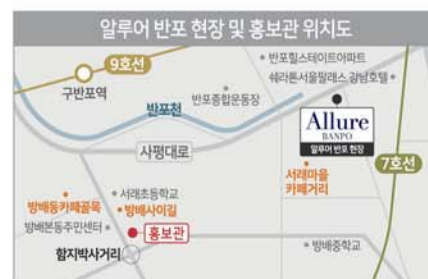 알루어 반포 현장 및 홍보관 위치도
9호선
구반포역
반포힐스테이트아파트
쉐라톤서울팔래스 강남호텔
반포종합운동장
반포천
Allure
BANPO
알루어 반포 현장
사평대로
7호선
서래마을
카페거리
서래초등학교
방배동카페골목
방배사이길
방배본동주민센터
홍보관
함지박사거리
방배중학교